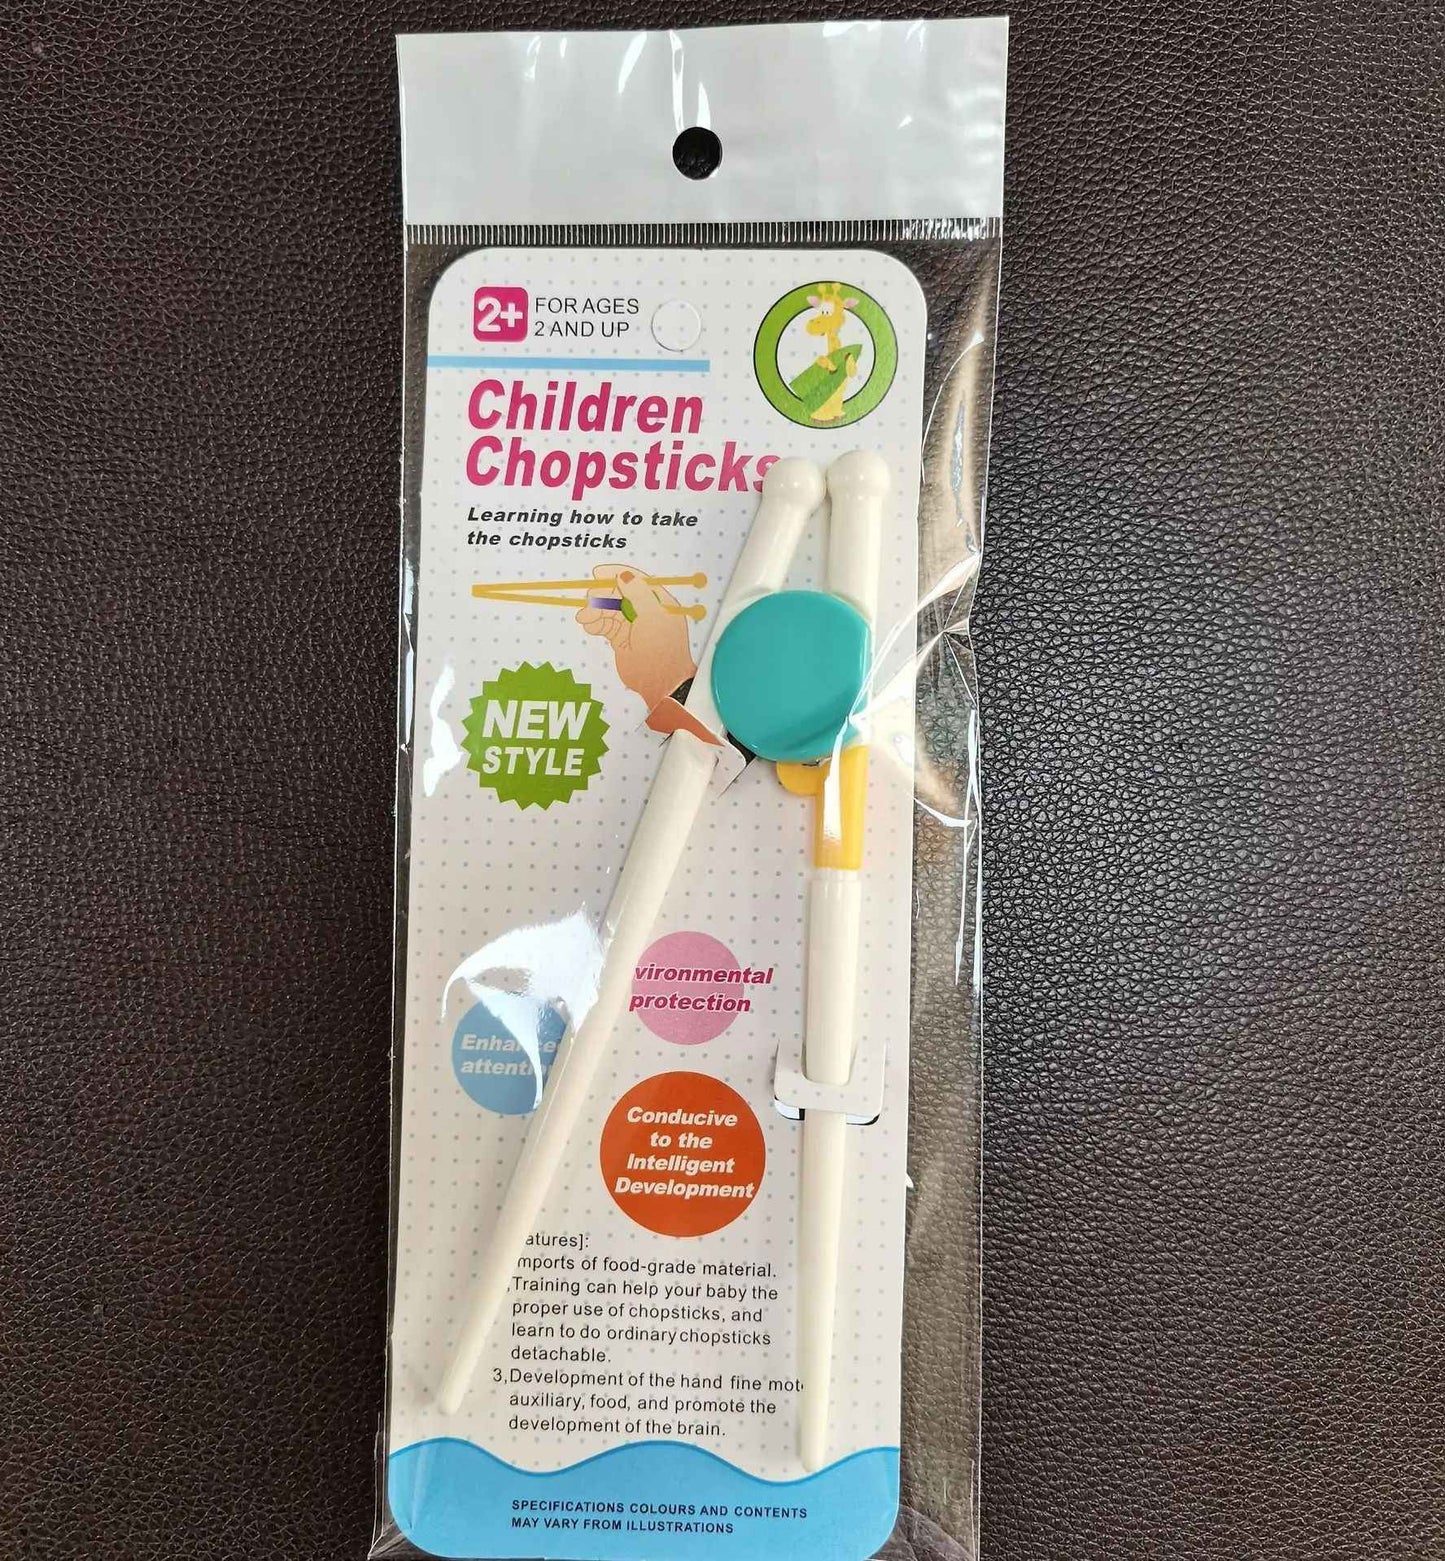 2+ FOR AGES
2 AND UP
Children
Chopsticks
Learning how to take
the chopsticks
NEW
STYLE
vironmental
protection
Enhance
attenti
Conducive
to the
Intelligent
Development
atures]:
mports of food-grade material.
Training can help your baby the
proper use of chopsticks, and
learn to do ordinary chopsticks
detachable.
3,Development of the hand fine mot
auxiliary, food, and promote the
development of the brain.
SPECIFICATIONS COLOURS AND CONTENTS
MAY VARY FROM ILLUSTRATIONS